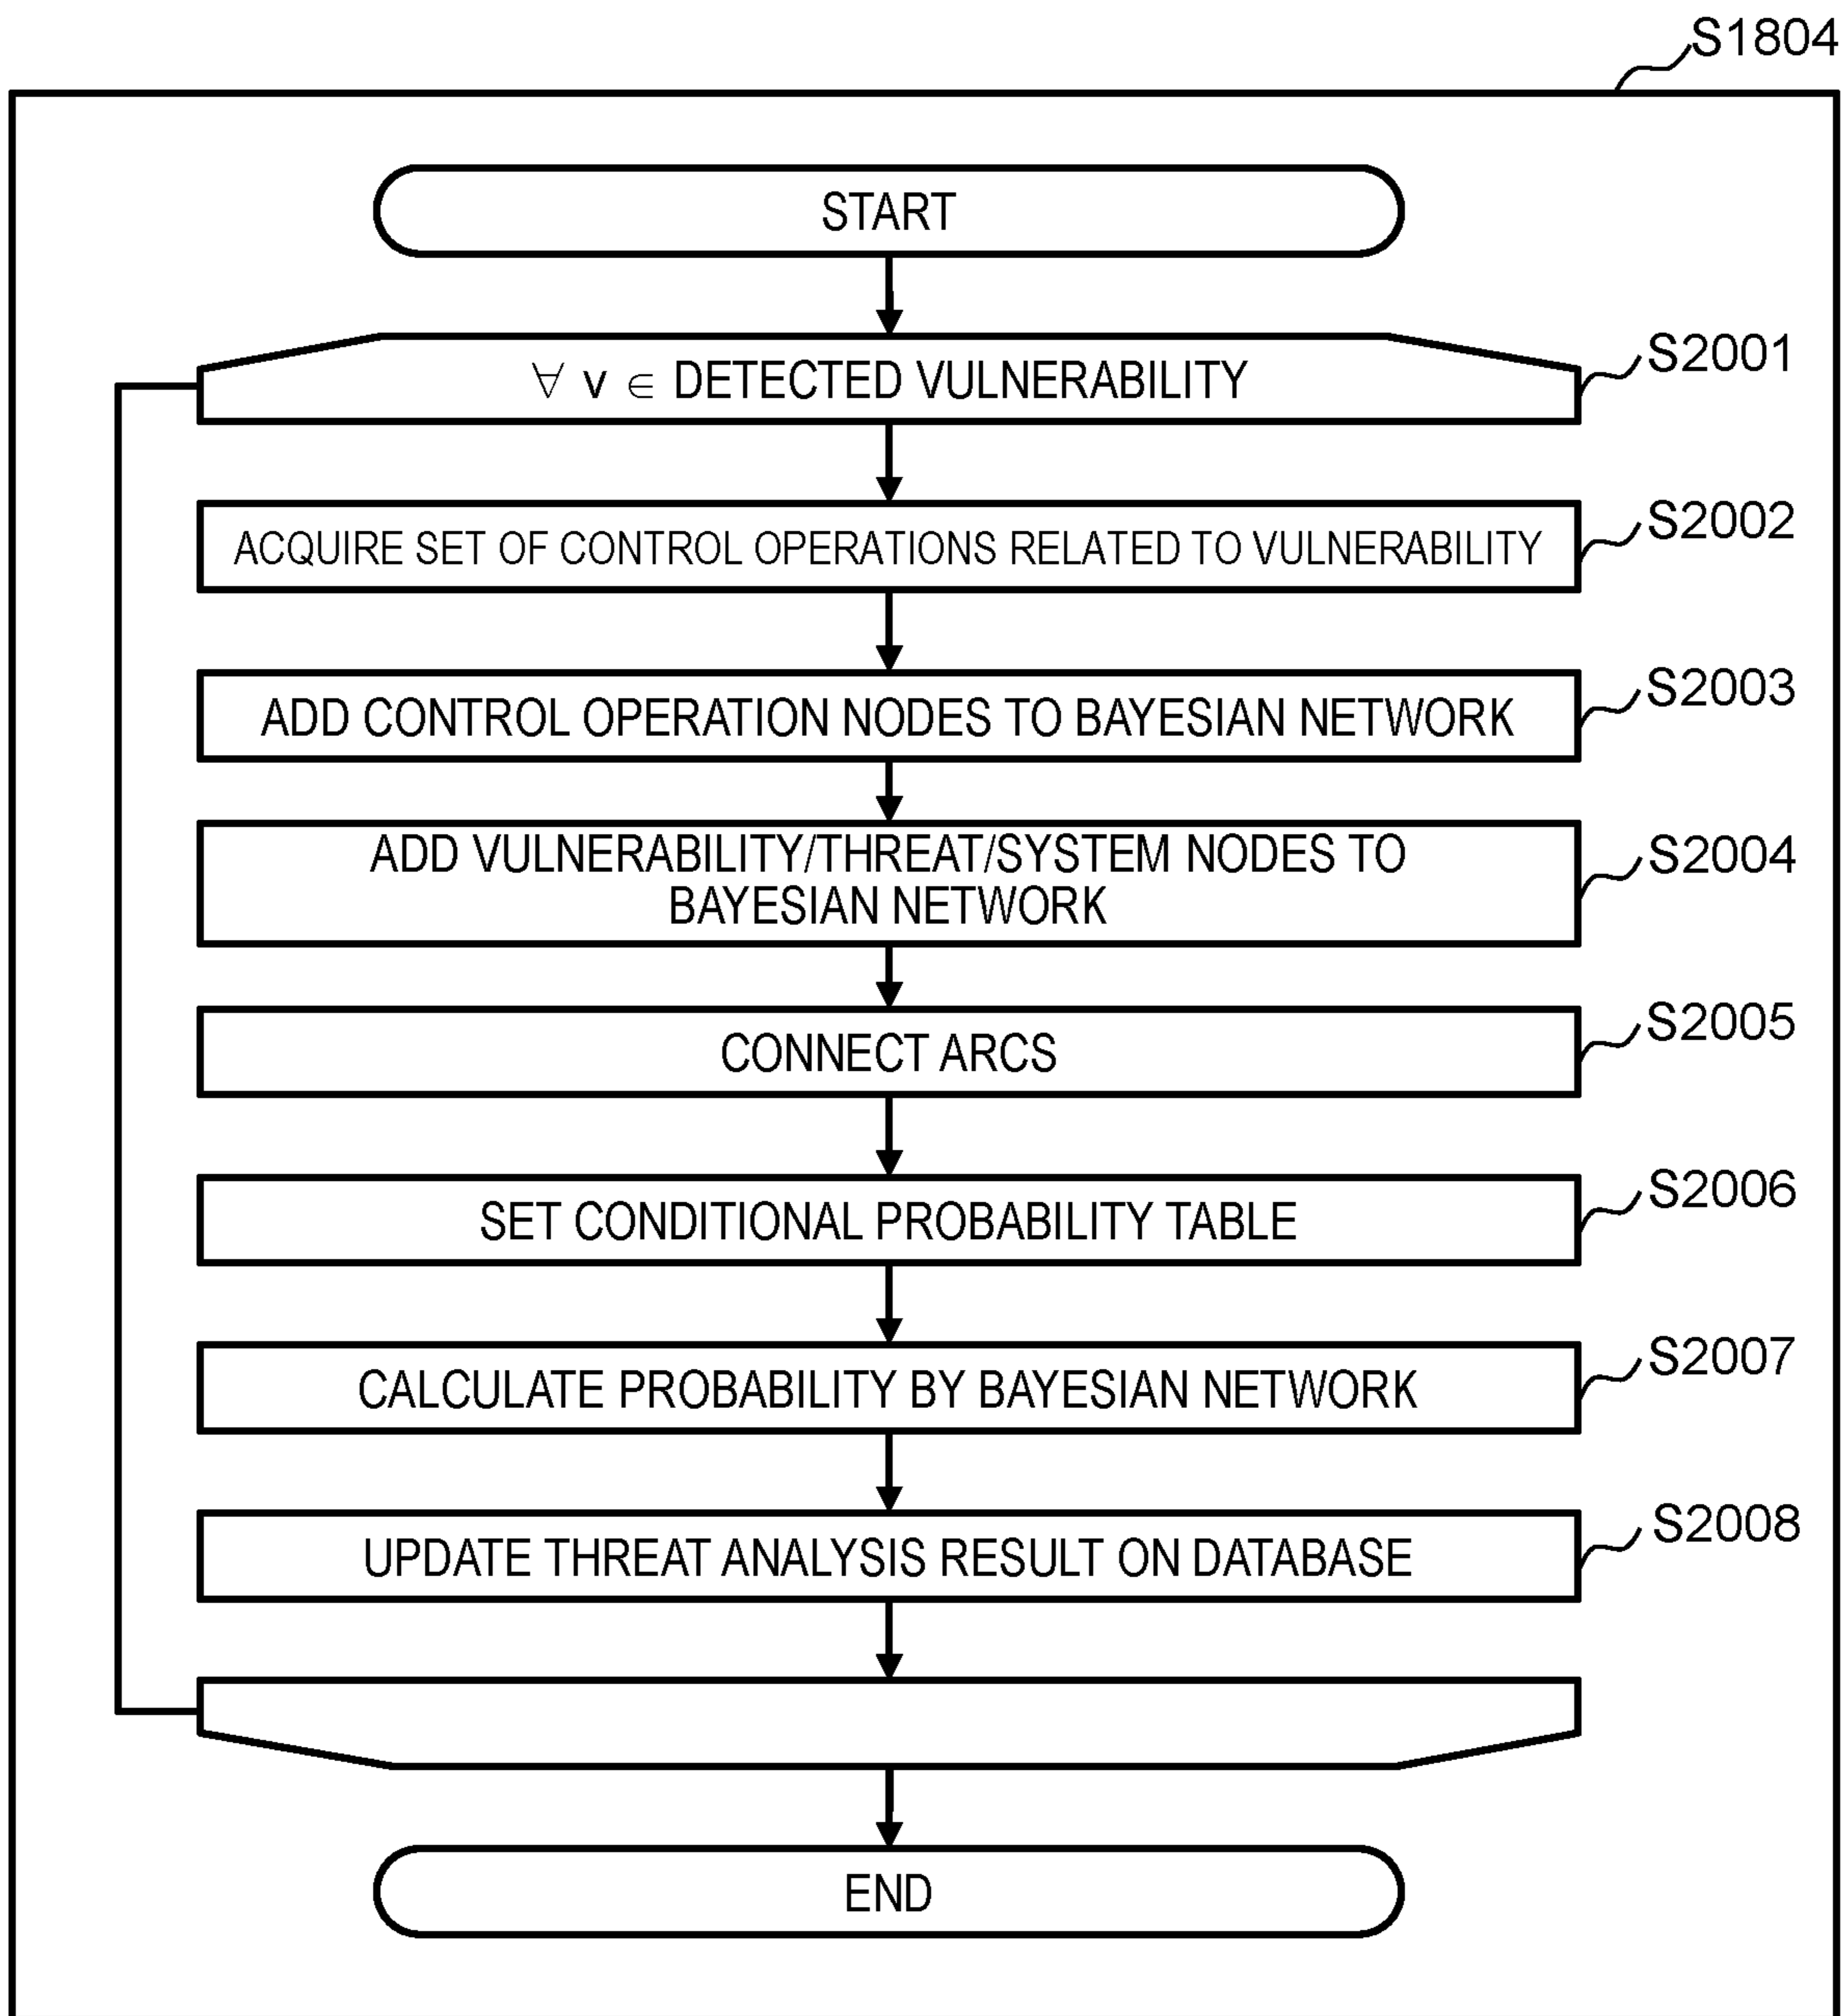 S1804
START
∀ v ∈ DETECTED VULNERABILITY
S2001
ACQUIRE SET OF CONTROL OPERATIONS RELATED TO VULNERABILITY
S2002
ADD CONTROL OPERATION NODES TO BAYESIAN NETWORK
S2003
ADD VULNERABILITY/THREAT/SYSTEM NODES TO
BAYESIAN NETWORK
S2004
CONNECT ARCS
S2005
SET CONDITIONAL PROBABILITY TABLE
S2006
CALCULATE PROBABILITY BY BAYESIAN NETWORK
S2007
UPDATE THREAT ANALYSIS RESULT ON DATABASE
S2008
END